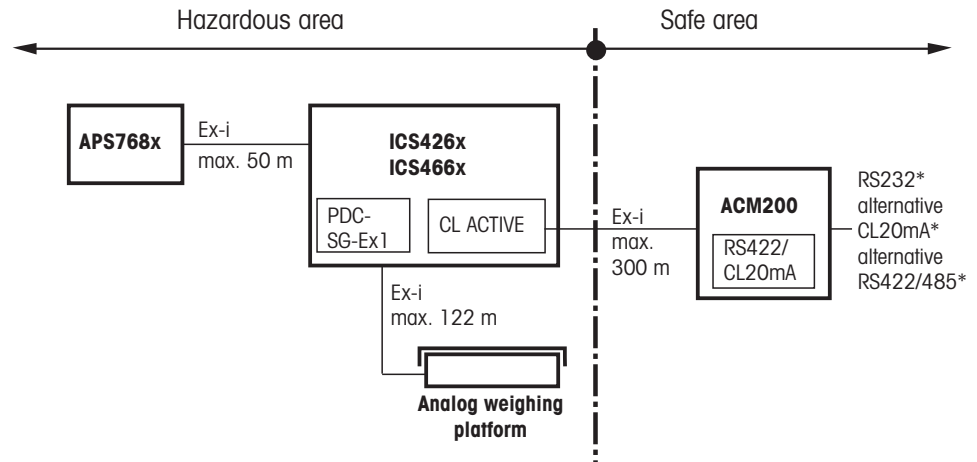 Hazardous area
Safe area
APS768x
Ex-i
max. 50 m
ICS426x
ICS466x
PDC-
SG-Ex1
CL ACTIVE
Ex-i
max.
300 m
ACM200
RS422/
CL20mA
RS232*
alternative
CL20mA*
alternative
RS422/485*
Ex-i
max. 122 m
Analog weighing
platform